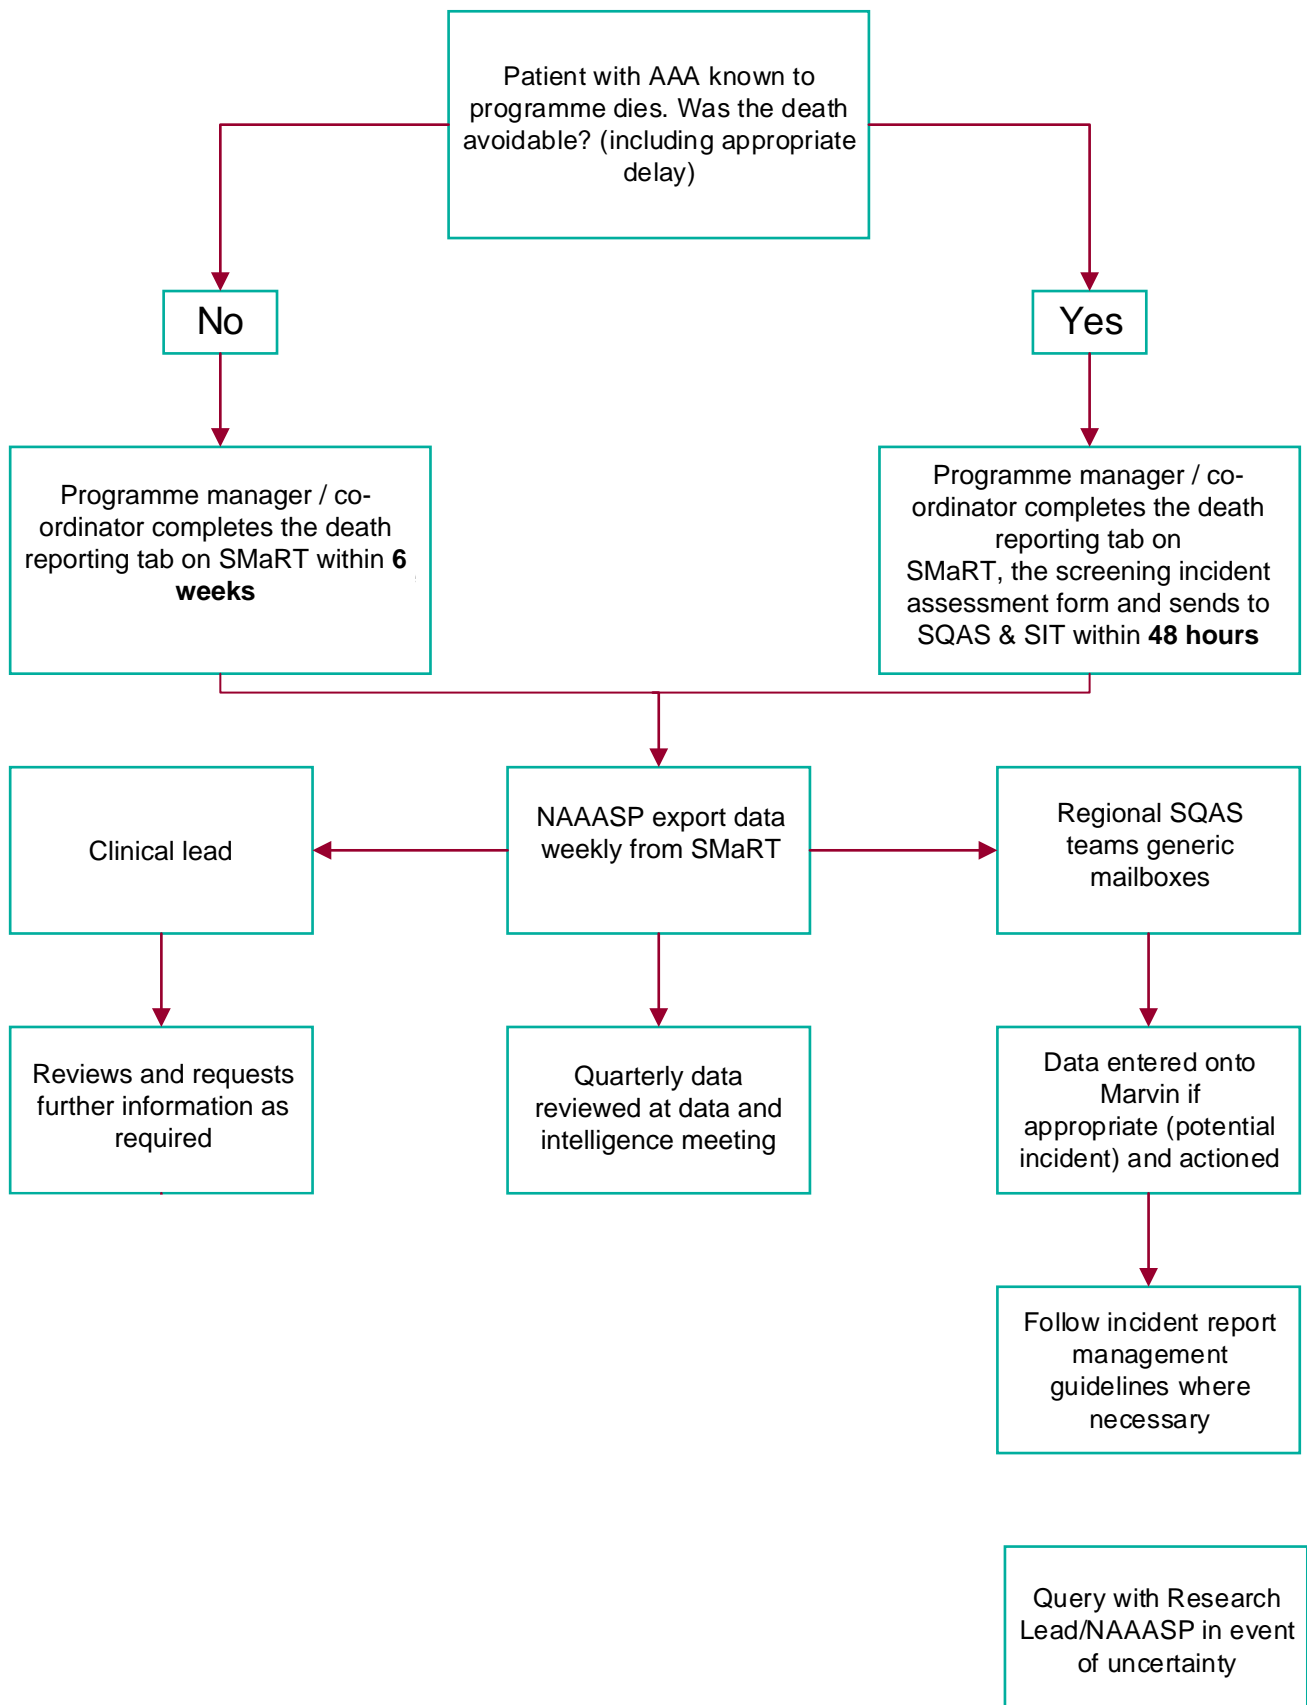 Patient with AAA known to
programme dies. Was the death
avoidable? (including appropriate
delay)
No
Yes
Programme manager / co-
ordinator completes the death
reporting tab on SMaRT within 6
weeks
Programme manager / co-
ordinator completes the death
reporting tab on
SMaRT, the screening incident
assessment form and sends to
SQAS & SIT within 48 hours
Clinical lead
NAAASP export data
weekly from SMaRT
Regional SQAS
teams generic
mailboxes
Reviews and requests
further information as
required
Quarterly data
reviewed at data and
intelligence meeting
Data entered onto
Marvin if
appropriate (potential
incident) and actioned
Follow incident report
management
guidelines where
necessary
Query with Research
Lead/NAAASP in event
of uncertainty